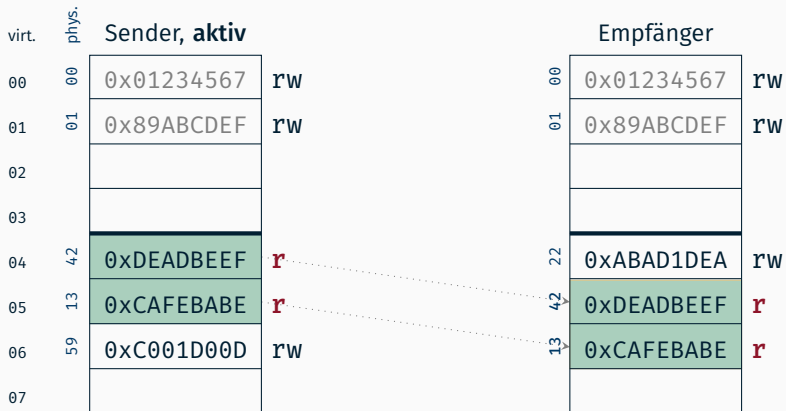 virt. phys. Sender, aktiv Empfänger
00 00 0x01234567 rw 00 0x01234567 rw
01 01 0x89ABCDEF rw 01 0x89ABCDEF rw
02
03
04 42 0xDEADBEEF r 22 0xABAD1DEA rw
05 13 0xCAFEBABE r 42 0xDEADBEEF r
06 59 0xC001D00D rw 13 0xCAFEBABE r
07